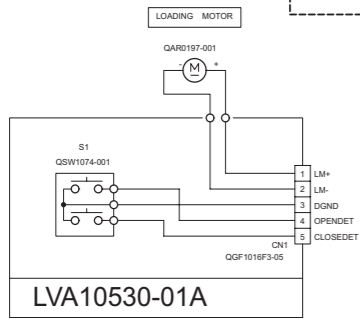 LOADING MOTOR
QAR0197-001
- M +
S1
QSW1074-001
1 LM+
2 LM-
3 DGND
4 OPENDET
5 CLOSEDET
CN1
QGF1016F3-05
LVA10530-01A